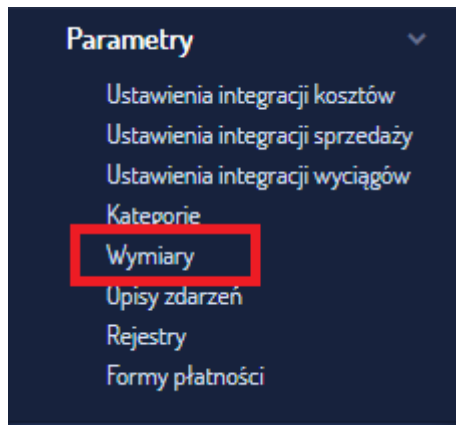 Parametry
Ustawienia integracji kosztów
Ustawienia integracji sprzedaży
Ustawienia integracji wyciągów
Kategorie
Wymiary
Opisy zdarzeń
Rejestry
Formy płatności